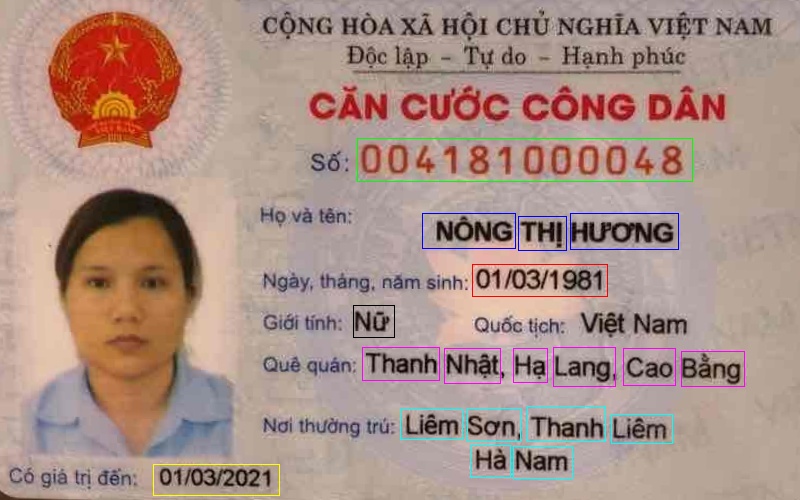 CỘNG HÒA XÃ HỘI CHỦ NGHĨA VIỆT NAM
Độc lập - Tự do - Hạnh phúc
CĂN CƯỚC CÔNG DÂN
Số: 004181000048
Họ và tên: NÔNG THỊ HƯƠNG
Ngày, tháng, năm sinh: 01/03/1981
Giới tính: Nữ Quốc tịch: Việt Nam
Quê quán: Thanh Nhật, Hạ Lang, Cao Bằng
Nơi thường trú: Liêm Sơn, Thanh Liêm
Hà Nam
Có giá trị đến: 01/03/2021